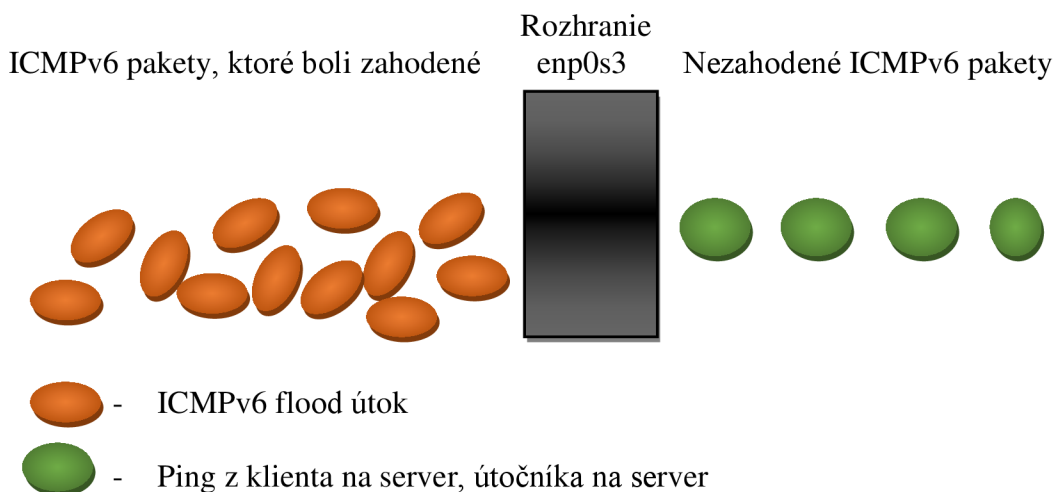 Rozhranie
ICMPv6 pakety, ktoré boli zahodené enp0s3 Nezahodené ICMPv6 pakety
- ICMPv6 flood útok
- Ping z klienta na server, útočníka na server